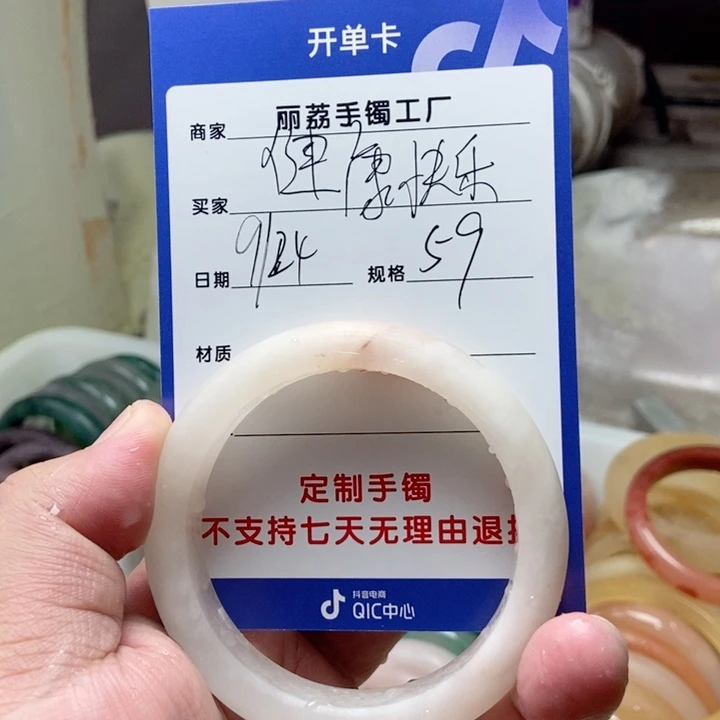 开单卡
商家 丽荔手镯工厂
买家 健康快乐
日期 9/24 规格 59
材质
定制手镯
不支持七天无理由退
抖音电商
QIC中心